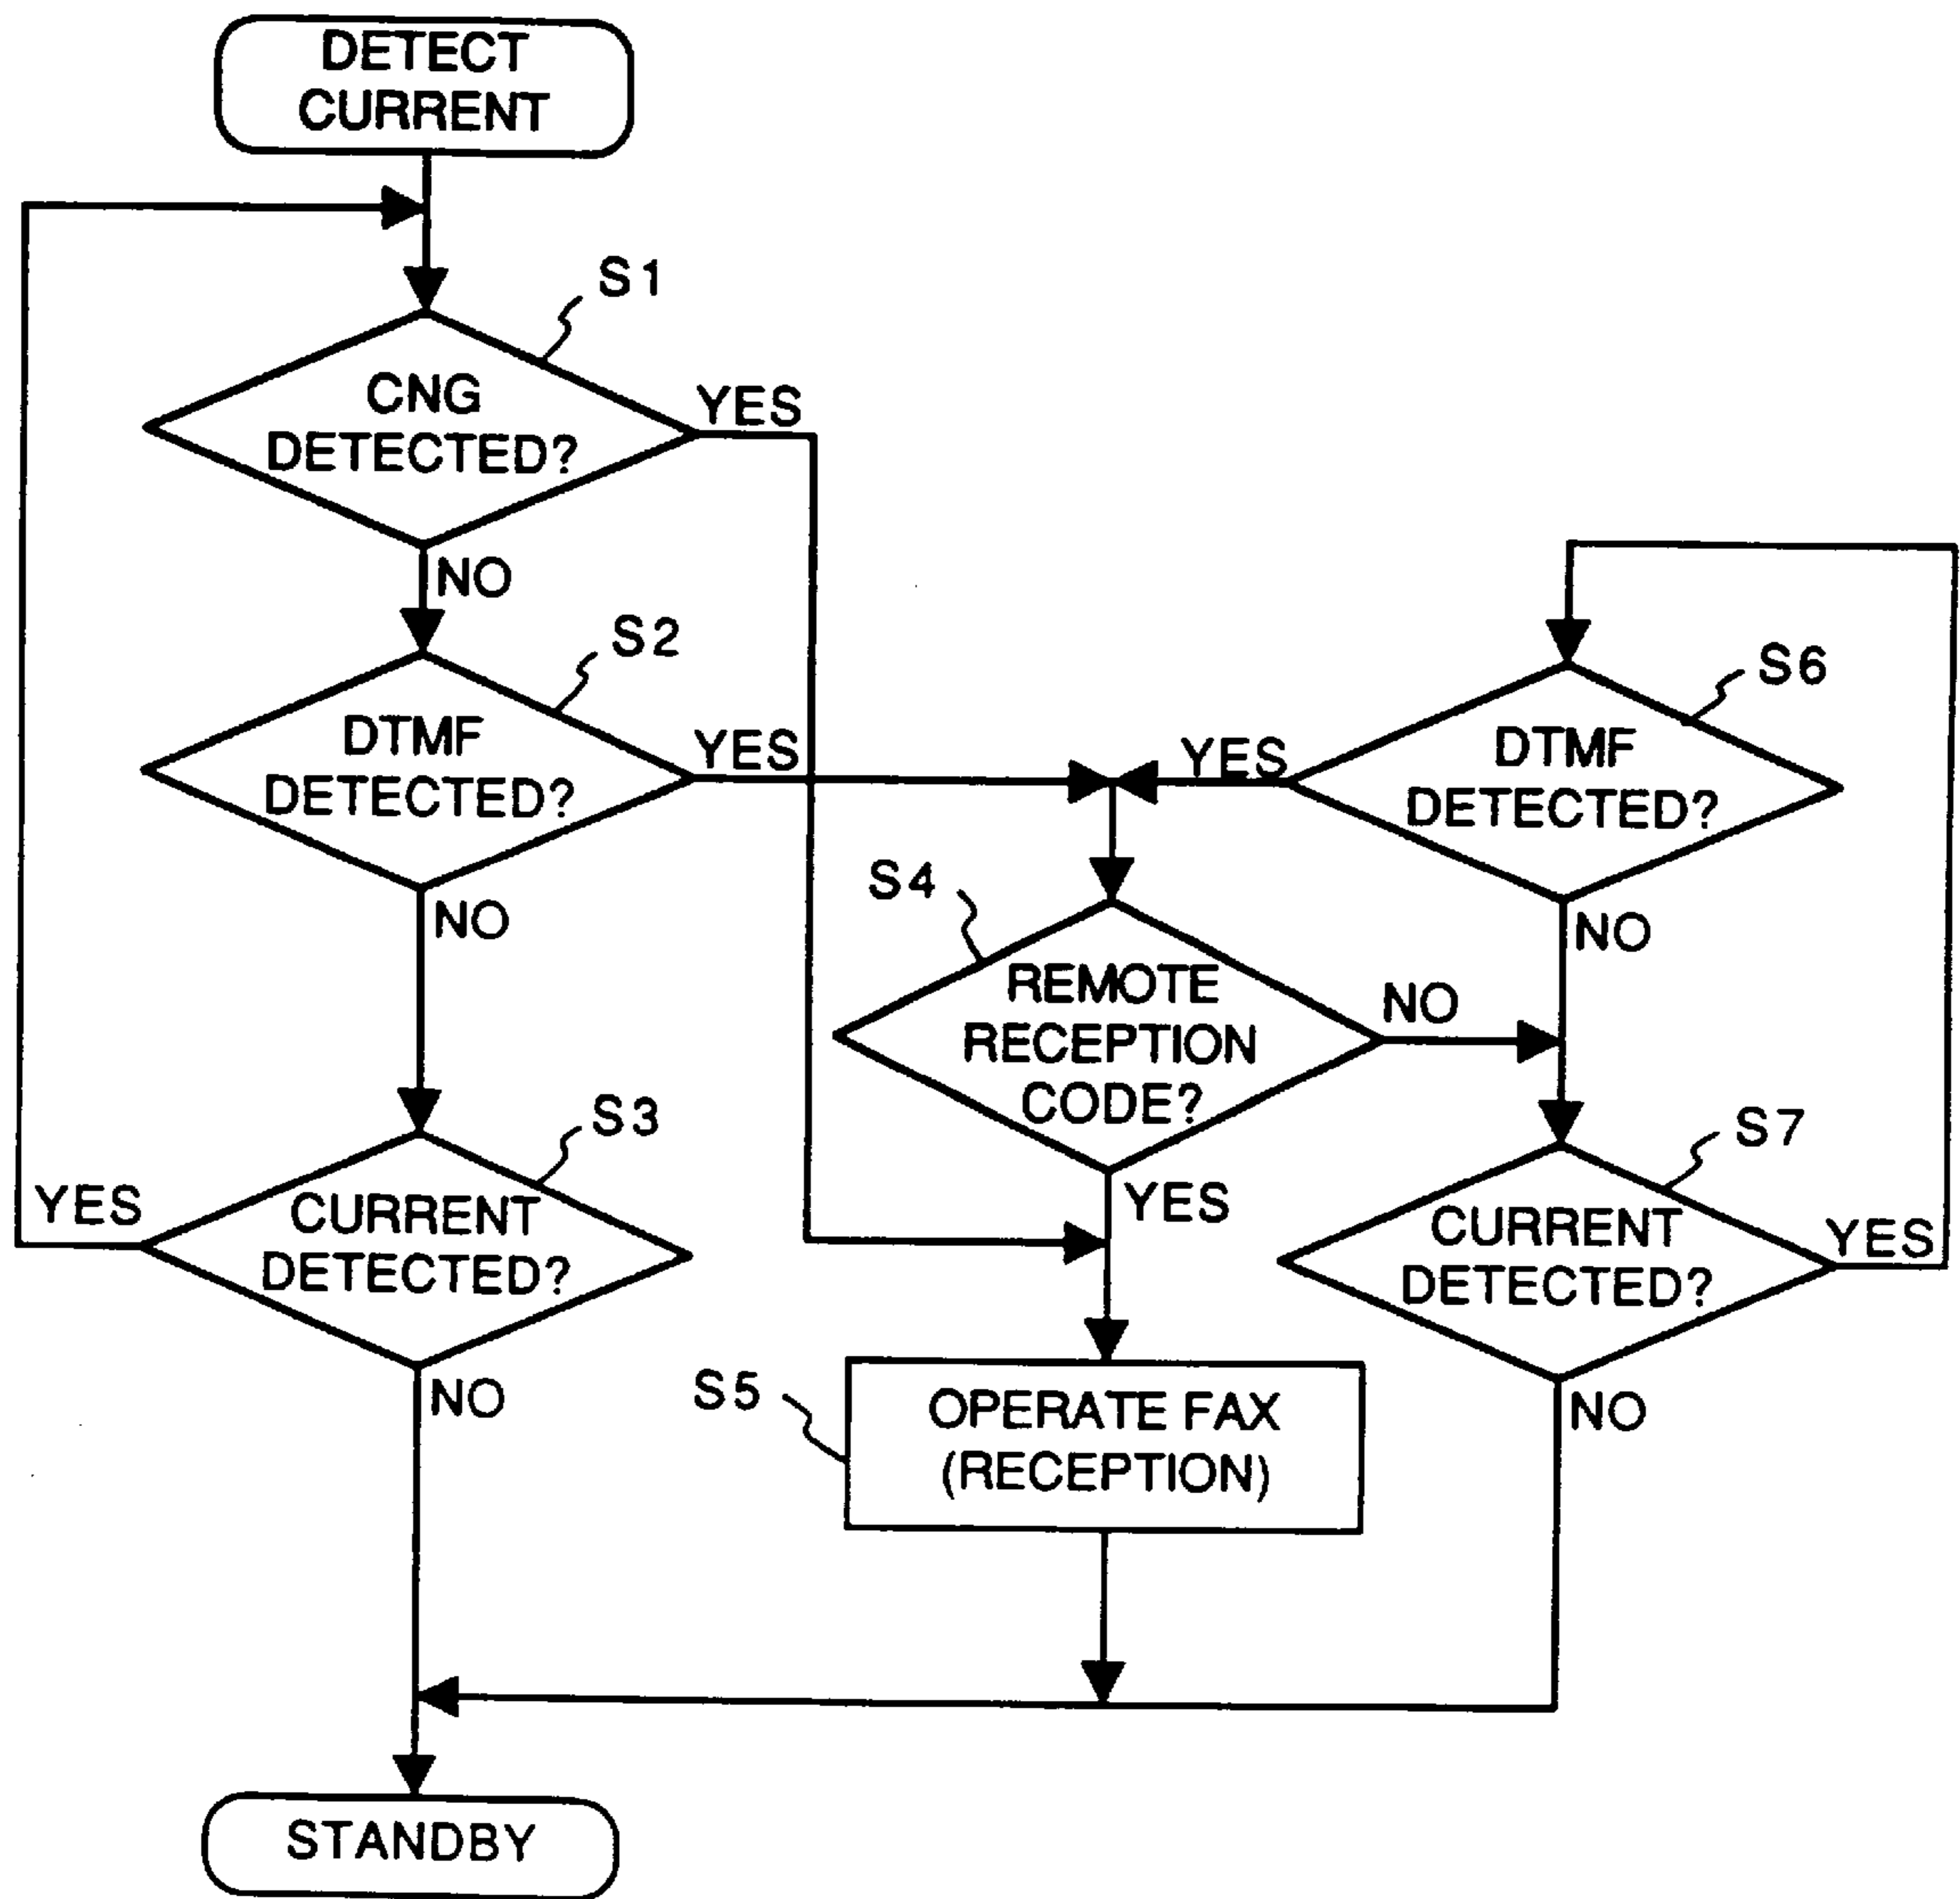 DETECT
CURRENT
S1
CNG
DETECTED?
YES
NO
S2
DTMF
DETECTED?
YES
NO
S6
DTMF
DETECTED?
YES
NO
S4
REMOTE
RECEPTION
CODE?
NO
YES
S3
CURRENT
DETECTED?
YES
NO
S7
CURRENT
DETECTED?
YES
NO
S5
OPERATE FAX
(RECEPTION)
STANDBY